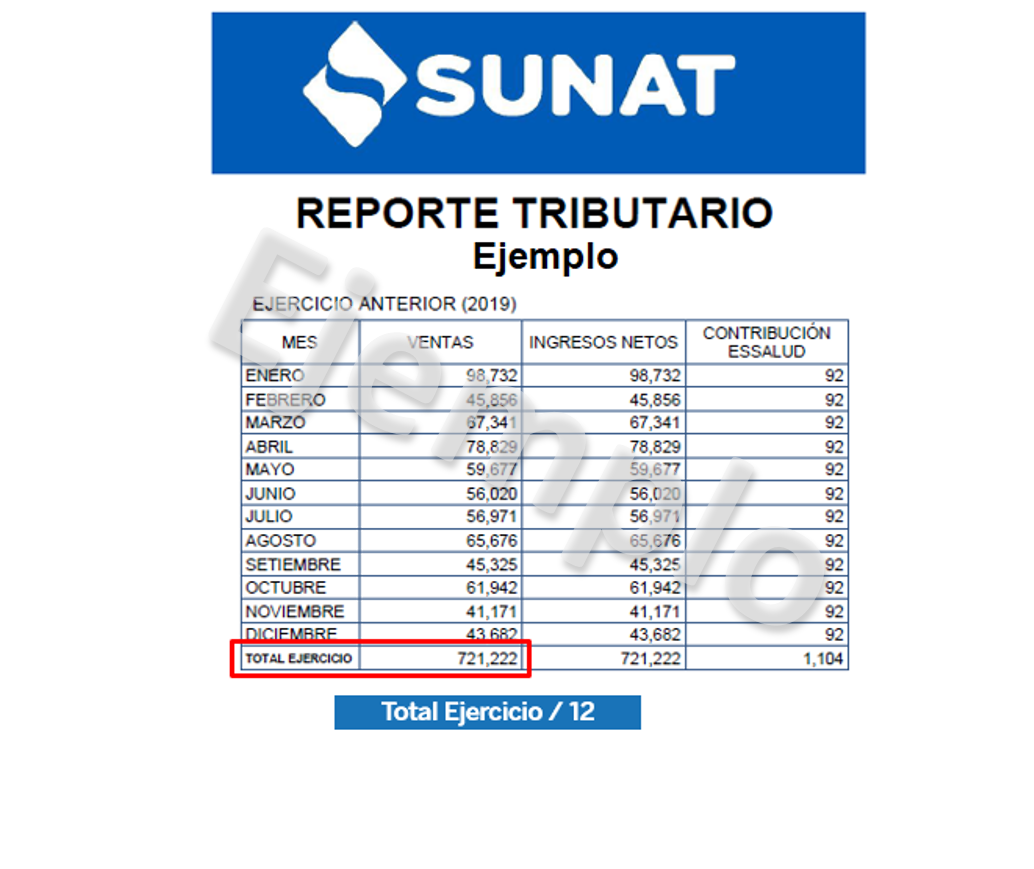 SUNAT
REPORTE TRIBUTARIO
Ejemplo
EJERCICIO ANTERIOR (2019)
MES VENTAS INGRESOS NETOS CONTRIBUCIÓN ESSALUD
ENERO 98,732 98,732 92
FEBRERO 45,856 45,856 92
MARZO 67,341 67,341 92
ABRIL 78,829 78,829 92
MAYO 59,677 59,677 92
JUNIO 56,020 56,020 92
JULIO 56,971 56,971 92
AGOSTO 65,676 65,676 92
SETIEMBRE 45,325 45,325 92
OCTUBRE 61,942 61,942 92
NOVIEMBRE 41,171 41,171 92
DICIEMBRE 43,682 43,682 92
TOTAL EJERCICIO 721,222 721,222 1,104
Ejemplo
Total Ejercicio / 12